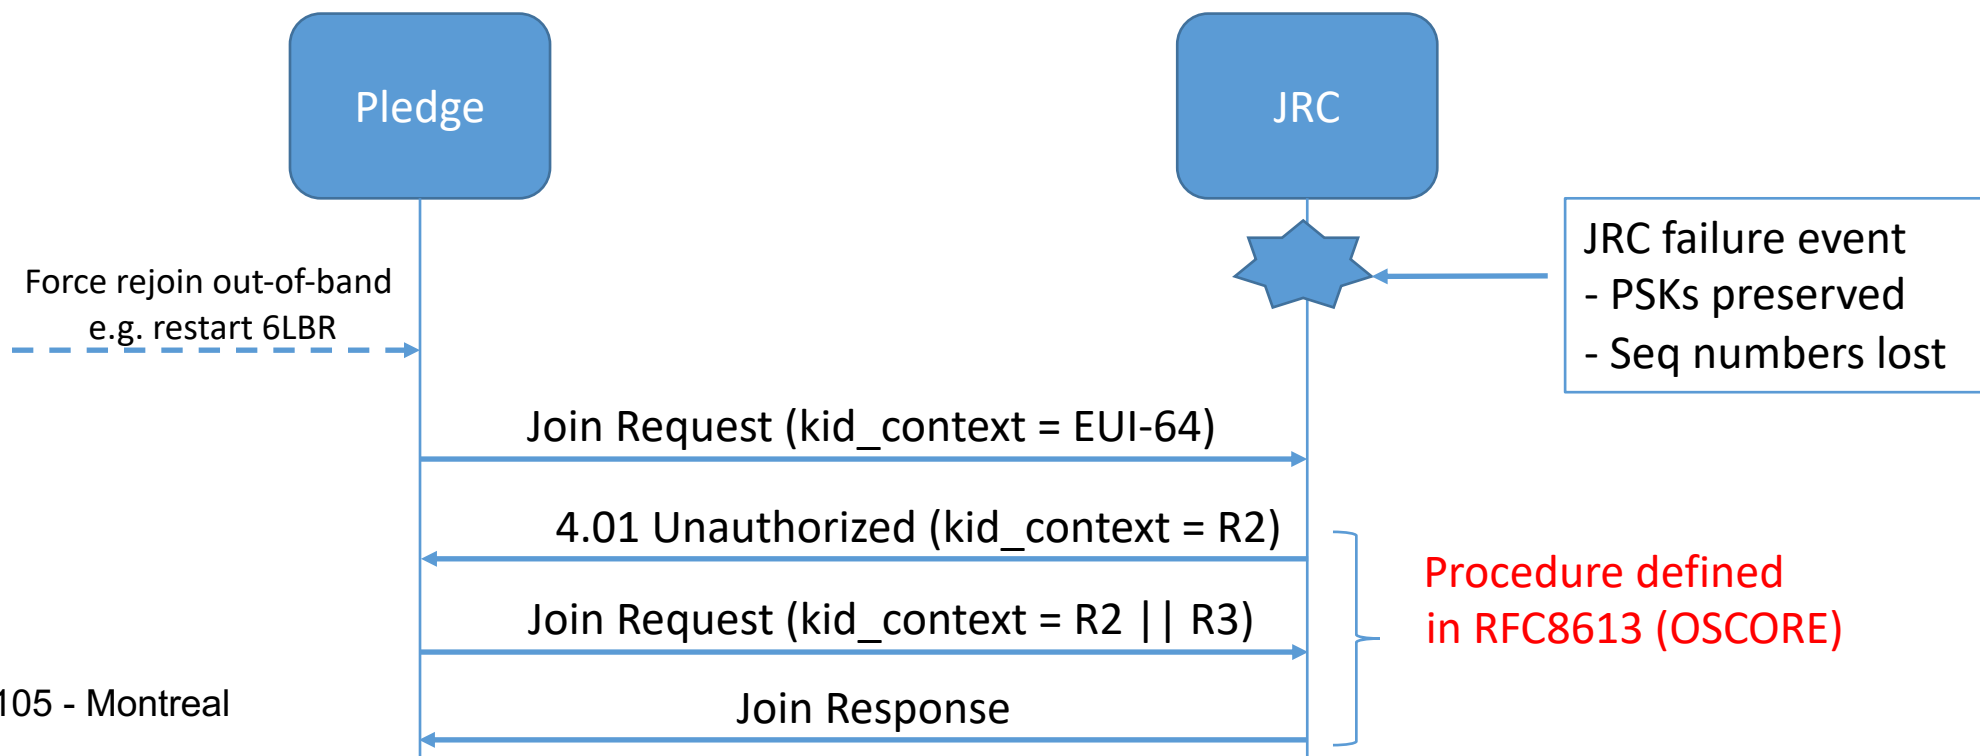 Pledge
JRC
JRC failure event
- PSKs preserved
- Seq numbers lost
Force rejoin out-of-band
e.g. restart 6LBR
Join Request (kid_context = EUI-64)
4.01 Unauthorized (kid_context = R2)
Join Request (kid_context = R2 || R3)
Join Response
Procedure defined
in RFC8613 (OSCORE)
105 - Montreal